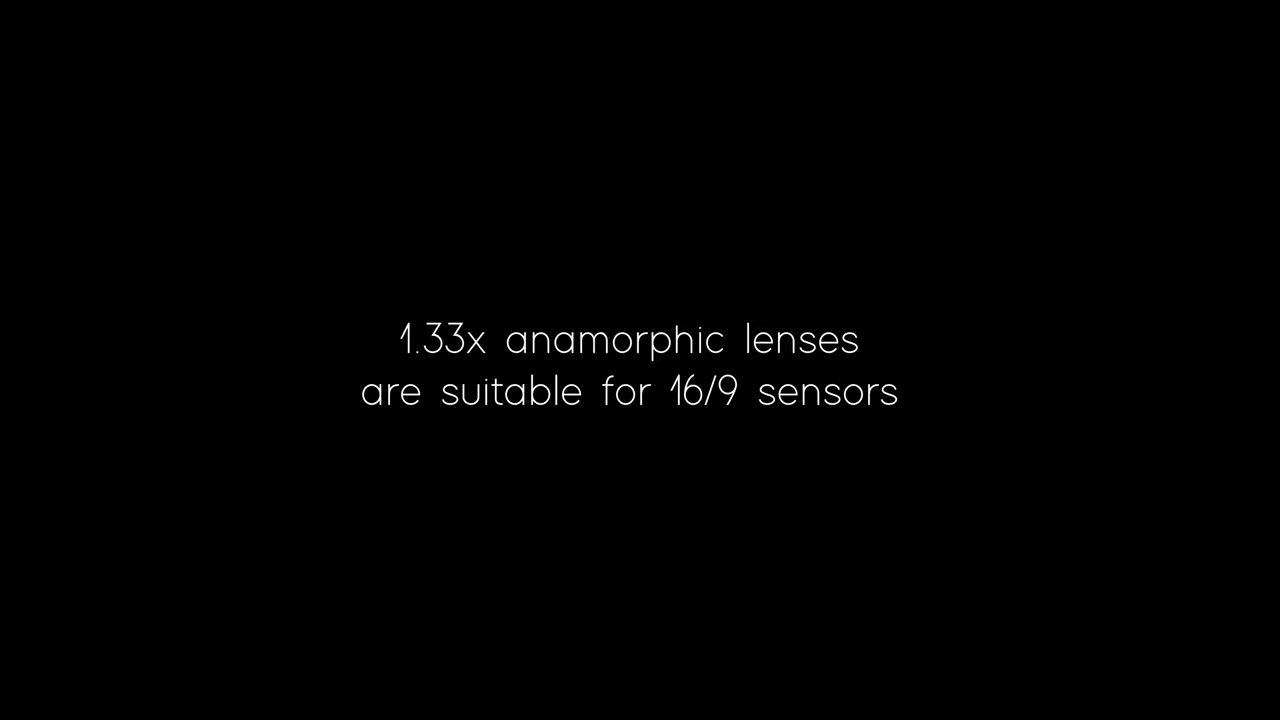 1.33x anamorphic lenses
are suitable for 16/9 sensors